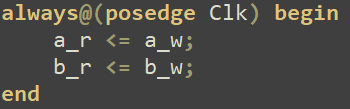 always@(posedge Clk) begin
    a_r <= a_w;
    b_r <= b_w;
end